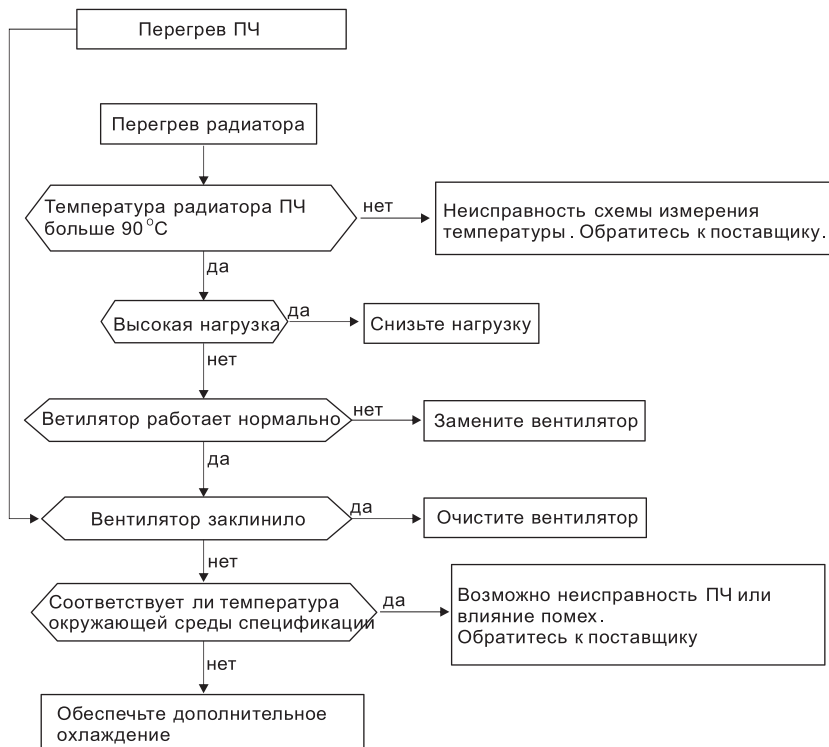 Перегрев ПЧ
Перегрев радиатора
Температура радиатора ПЧ
больше 90°C
нет
Неисправность схемы измерения
температуры. Обратитесь к поставщику.
да
Высокая нагрузка
да
Снизьте нагрузку
нет
Ветилятор работает нормально
нет
Замените вентилятор
да
Вентилятор заклинило
да
Очистите вентилятор
нет
Соответствует ли температура
окружающей среды спецификации
да
Возможно неисправность ПЧ или
влияние помех.
Обратитесь к поставщику
нет
Обеспечьте дополнительное
охлаждение